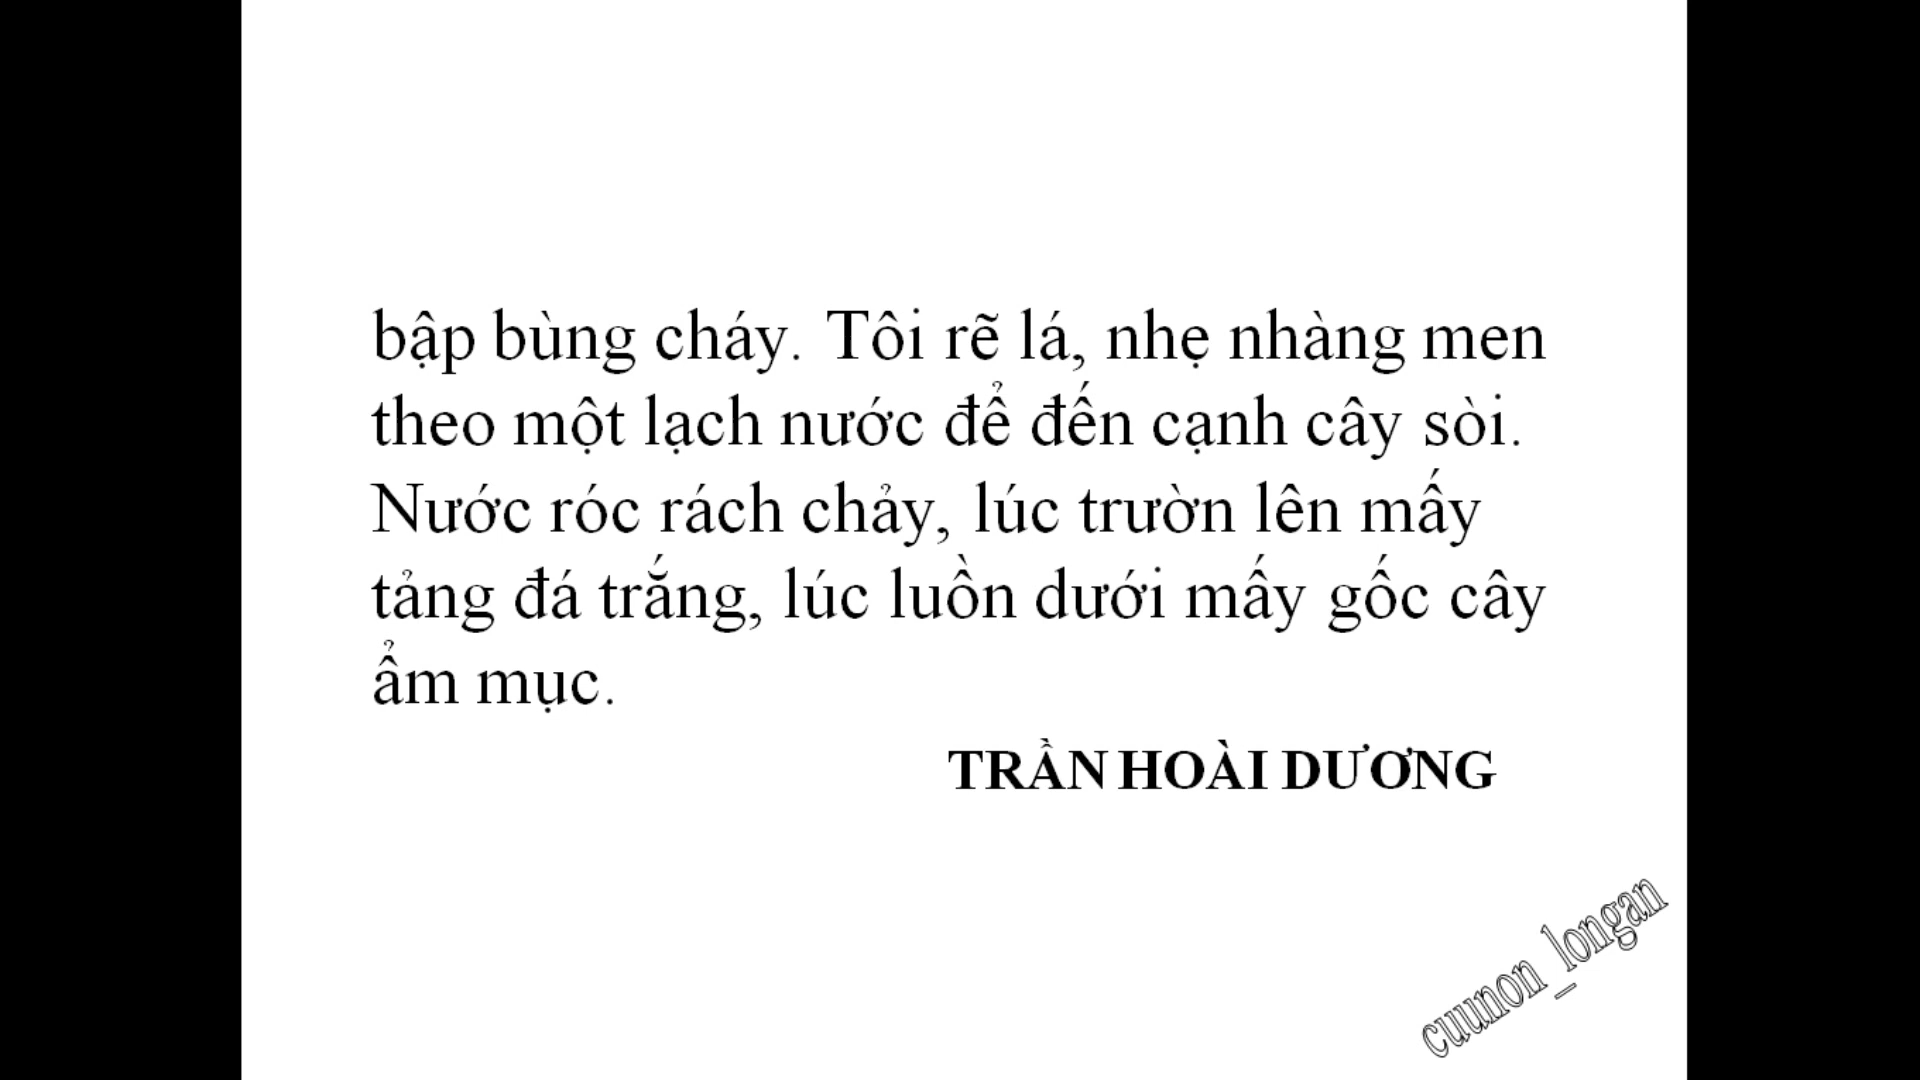 bập bùng cháy. Tôi rẽ lá, nhẹ nhàng men
theo một lạch nước để đến cạnh cây sòi.
Nước róc rách chảy, lúc trườn lên mấy
tảng đá trắng, lúc luồn dưới mấy gốc cây
ẩm mục.
TRẦN HOÀI DƯƠNG
cuunon_longan